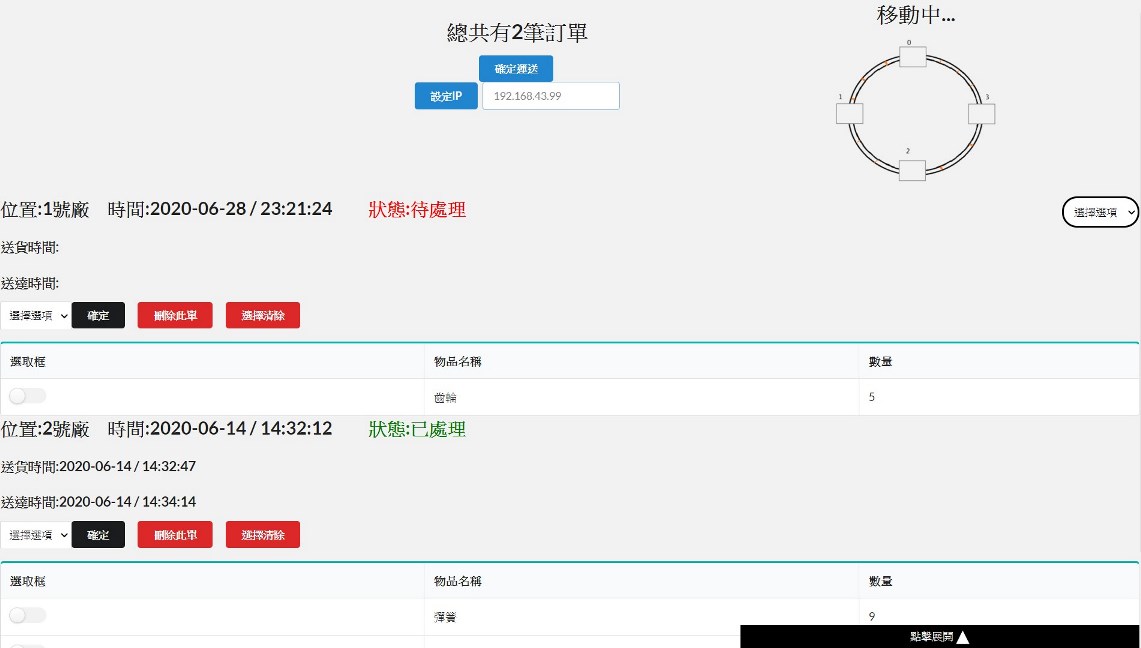 總共有2筆訂單
移動中...
確定運送
設定IP 192.168.43.99
0
1
3
2
位置:1號廠 時間:2020-06-28 / 23:21:24 狀態:待處理
選擇選項
送貨時間:
送達時間:
選擇選項 確定 刪除此單 選擇清除
選取框 物品名稱 數量
齒輪 5
位置:2號廠 時間:2020-06-14 / 14:32:12 狀態:已處理
送貨時間:2020-06-14 / 14:32:47
送達時間:2020-06-14 / 14:34:14
選擇選項 確定 刪除此單 選擇清除
選取框 物品名稱 數量
彈簧 9
點擊展開▲